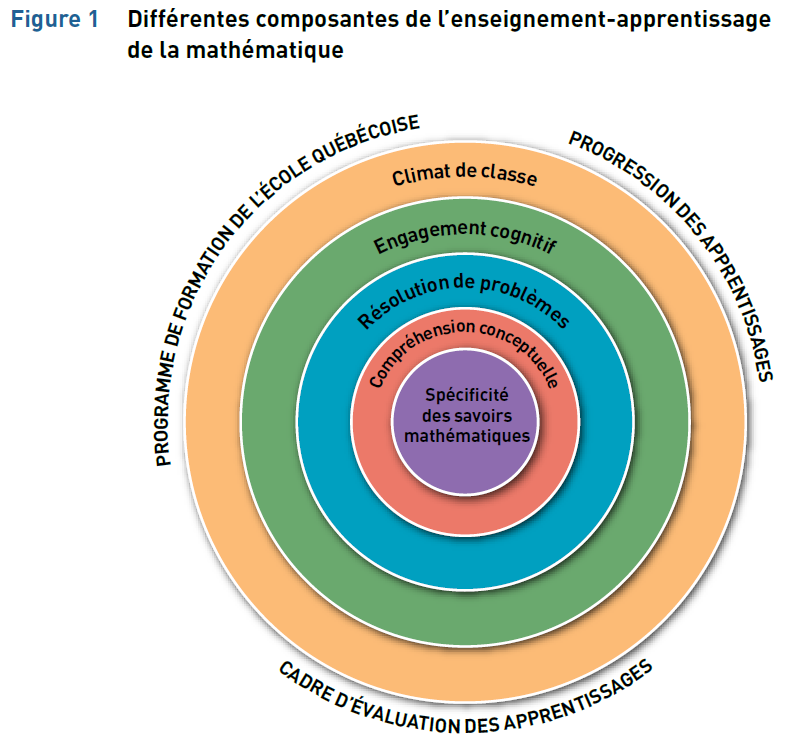 Figure 1 Différentes composantes de l'enseignement-apprentissage
de la mathématique
PROGRAMME DE FORMATION DE L'ÉCOLE QUÉBÉCOISE
PROGRESSION DES APPRENTISSAGES
Climat de classe
Engagement cognitif
Résolution de problèmes
Compréhension conceptuelle
Spécificité
des savoirs
mathématiques
CADRE D'ÉVALUATION DES APPRENTISSAGES